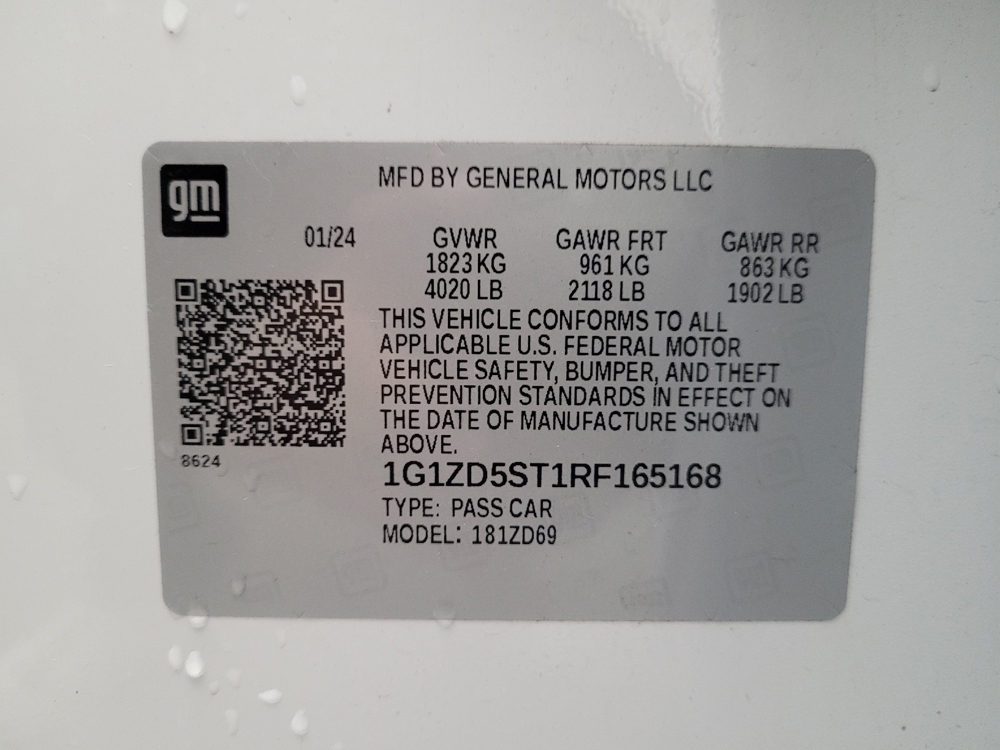 gm
MFD BY GENERAL MOTORS LLC
01/24 GVWR GAWR FRT GAWR RR
1823 KG 961 KG 863 KG
4020 LB 2118 LB 1902 LB
THIS VEHICLE CONFORMS TO ALL
APPLICABLE U.S. FEDERAL MOTOR
VEHICLE SAFETY, BUMPER, AND THEFT
PREVENTION STANDARDS IN EFFECT ON
THE DATE OF MANUFACTURE SHOWN
ABOVE.
8624
1G1ZD5ST1RF165168
TYPE: PASS CAR
MODEL: 181ZD69